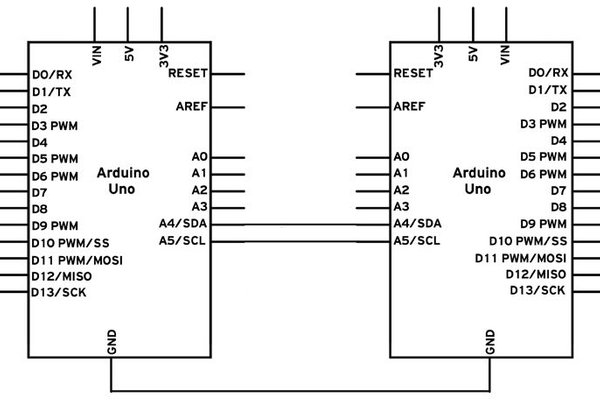 VIN
5V
3V3
D0/RX
D1/TX
D2
D3 PWM
D4
D5 PWM
D6 PWM
D7
D8
D9 PWM
D10 PWM/SS
D11 PWM/MOSI
D12/MISO
D13/SCK
Arduino
Uno
RESET
AREF
A0
A1
A2
A3
A4/SDA
A5/SCL
GND
3V3
5V
VIN
RESET
AREF
A0
A1
A2
A3
A4/SDA
A5/SCL
Arduino
Uno
D0/RX
D1/TX
D2
D3 PWM
D4
D5 PWM
D6 PWM
D7
D8
D9 PWM
D10 PWM/SS
D11 PWM/MOSI
D12/MISO
D13/SCK
GND